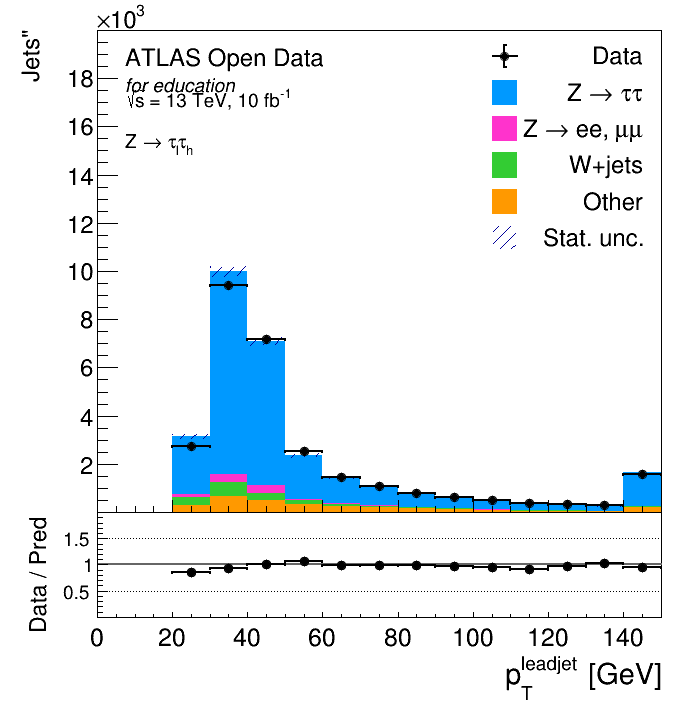 ×10³
Jets"
ATLAS Open Data
for education
√s = 13 TeV, 10 fb⁻¹
Z → τₗτₕ
Data
Z → ττ
Z → ee, μμ
W+jets
Other
Stat. unc.
18
16
14
12
10
8
6
4
2
Data / Pred
1.5
1
0.5
0 20 40 60 80 100 120 140
p_T^leadjet [GeV]